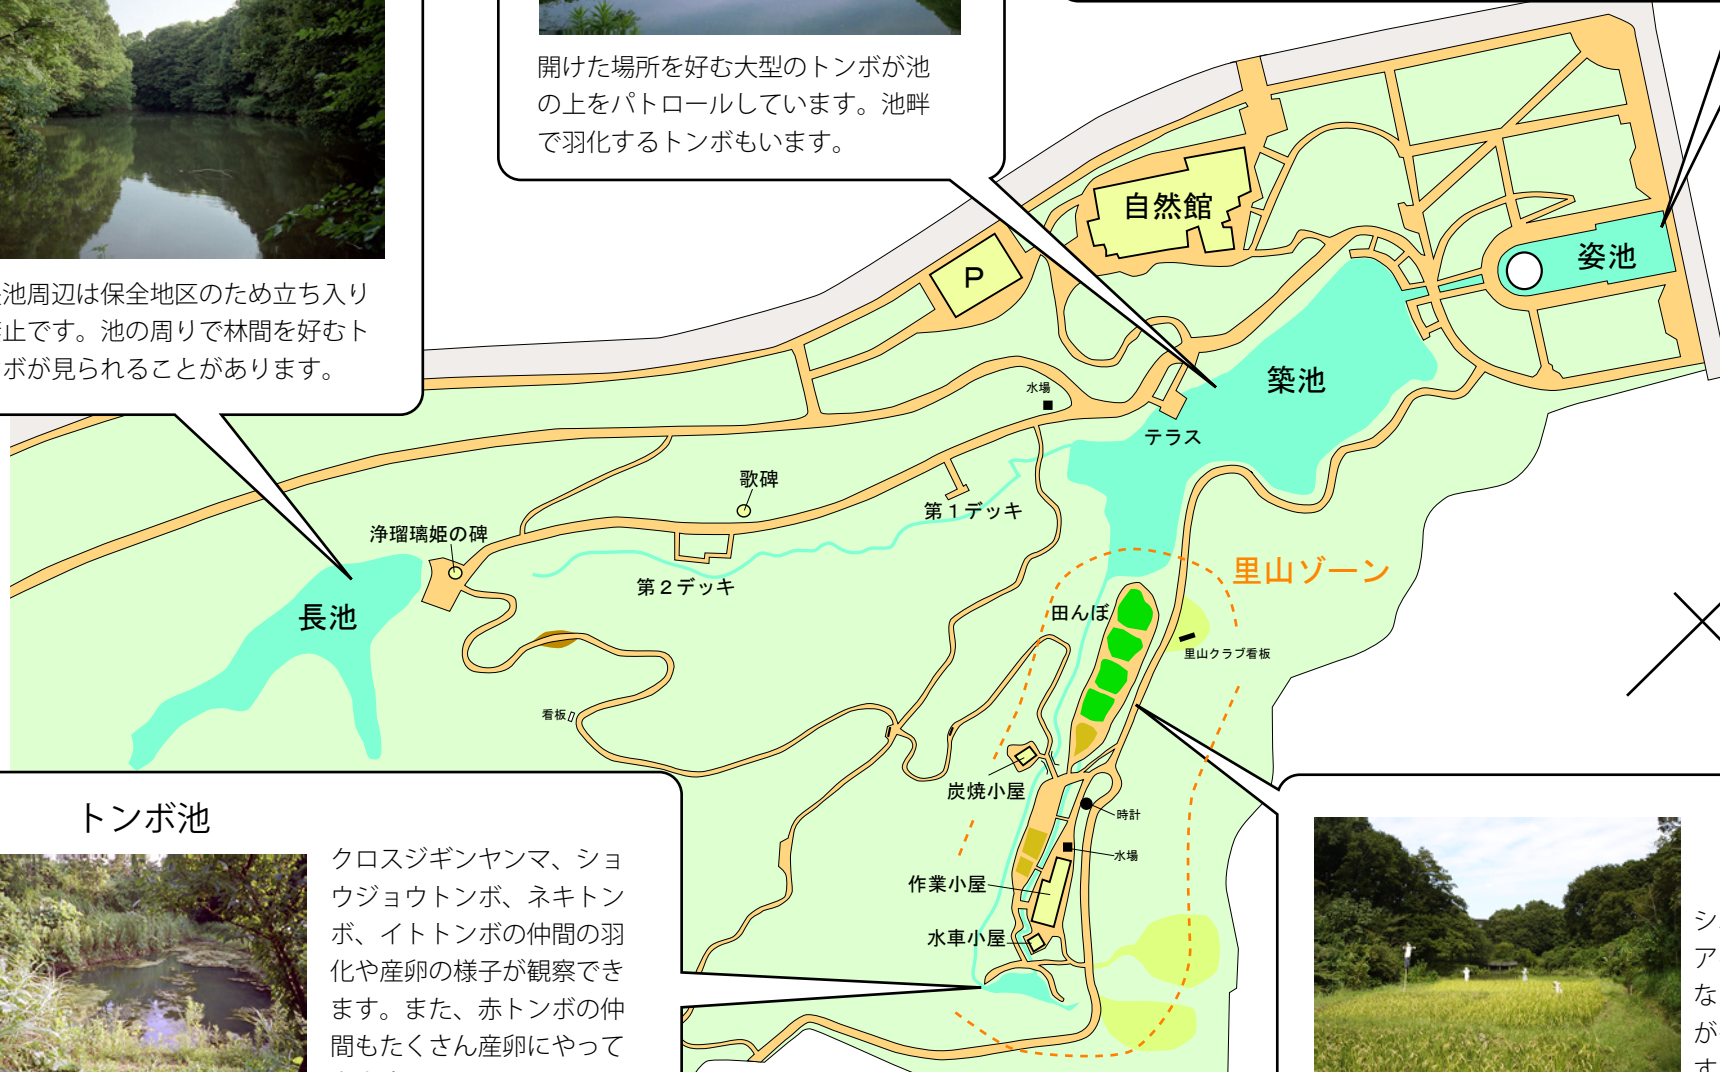 開けた場所を好む大型のトンボが池
の上をパトロールしています。池畔
で羽化するトンボもいます。
池周辺は保全地区のため立ち入り
止です。池の周りで林間を好むト
ボが見られることがあります。
自然館
P
姿池
築池
水場
テラス
歌碑
第1デッキ
浄瑠璃姫の碑
第2デッキ
長池
里山ゾーン
田んぼ
里山クラブ看板
看板
炭焼小屋
時計
水場
作業小屋
水車小屋
トンボ池
クロスジギンヤンマ、ショ
ウジョウトンボ、ネキトン
ボ、イトトンボの仲間の羽
化や産卵の様子が観察でき
ます。また、赤トンボの仲
間もたくさん産卵にやって
シ
ア
な
が
す